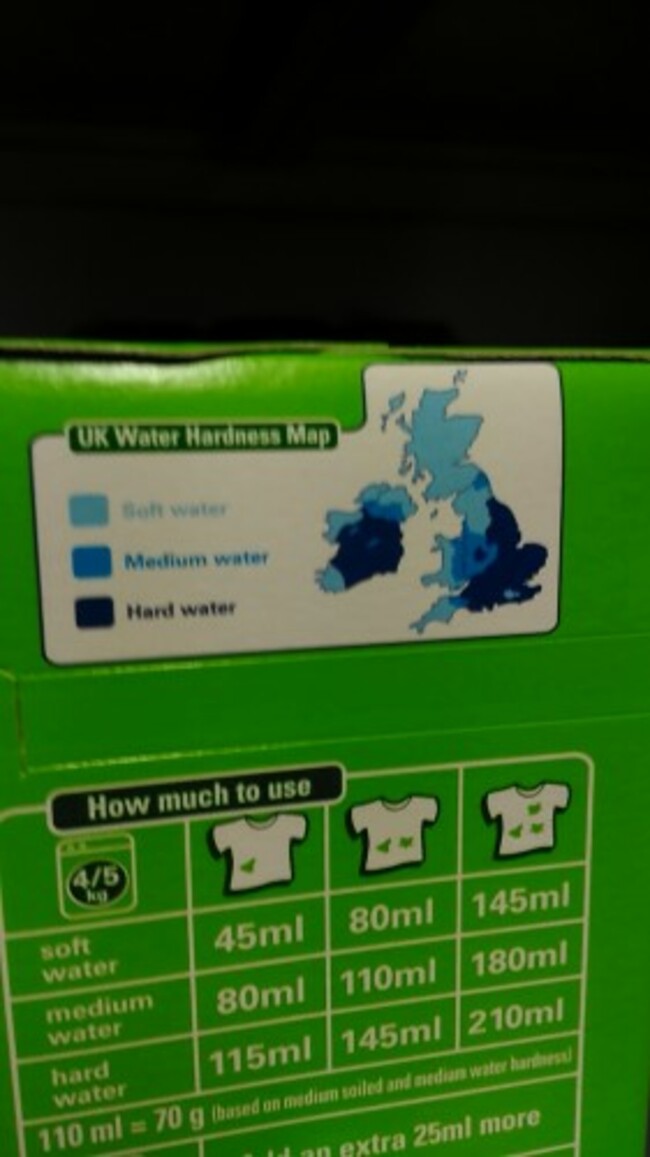 UK Water Hardness Map
Soft water
Medium water
Hard water
How much to use
4/5
kg
soft
water
45ml 80ml 145ml
medium
water
80ml 110ml 180ml
hard
water
115ml 145ml 210ml
110 ml = 70 g (based on medium soiled and medium water hardness)
an extra 25ml more